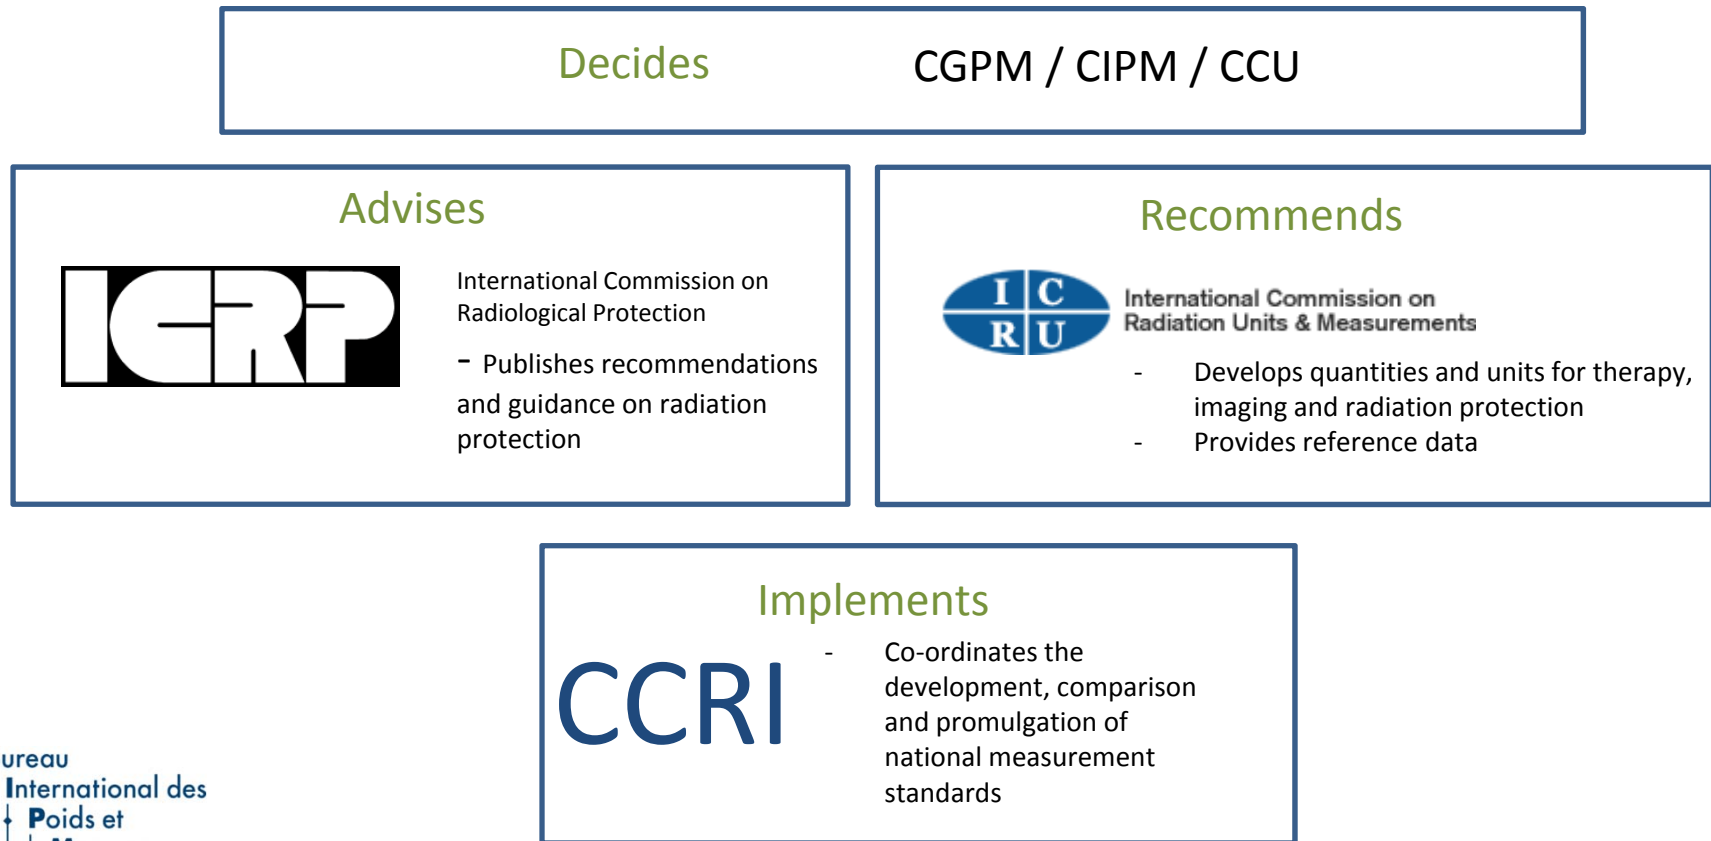 Decides CGPM / CIPM / CCU
Advises
ICRP
International Commission on
Radiological Protection
- Publishes recommendations
and guidance on radiation
protection
Recommends
I C
R U
International Commission on
Radiation Units & Measurements
- Develops quantities and units for therapy,
imaging and radiation protection
- Provides reference data
Implements
CCRI
- Co-ordinates the
development, comparison
and promulgation of
national measurement
standards
ureau
International des
Poids et